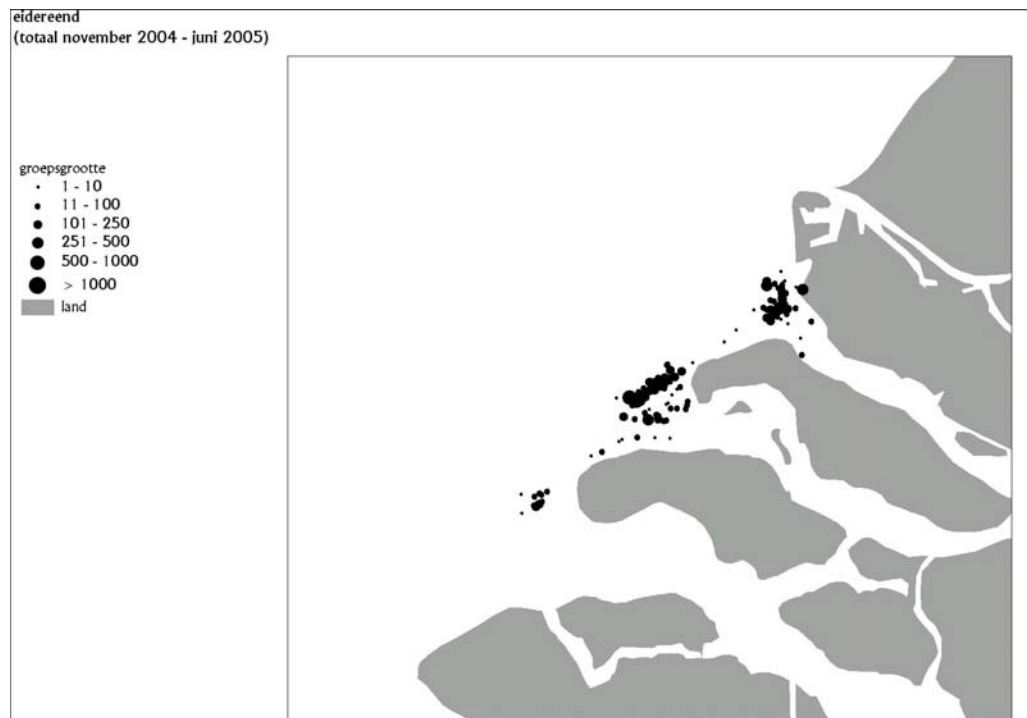 eidereend
(totaal november 2004 - juni 2005)
groepsgrootte
1 - 10
11 - 100
101 - 250
251 - 500
500 - 1000
> 1000
land